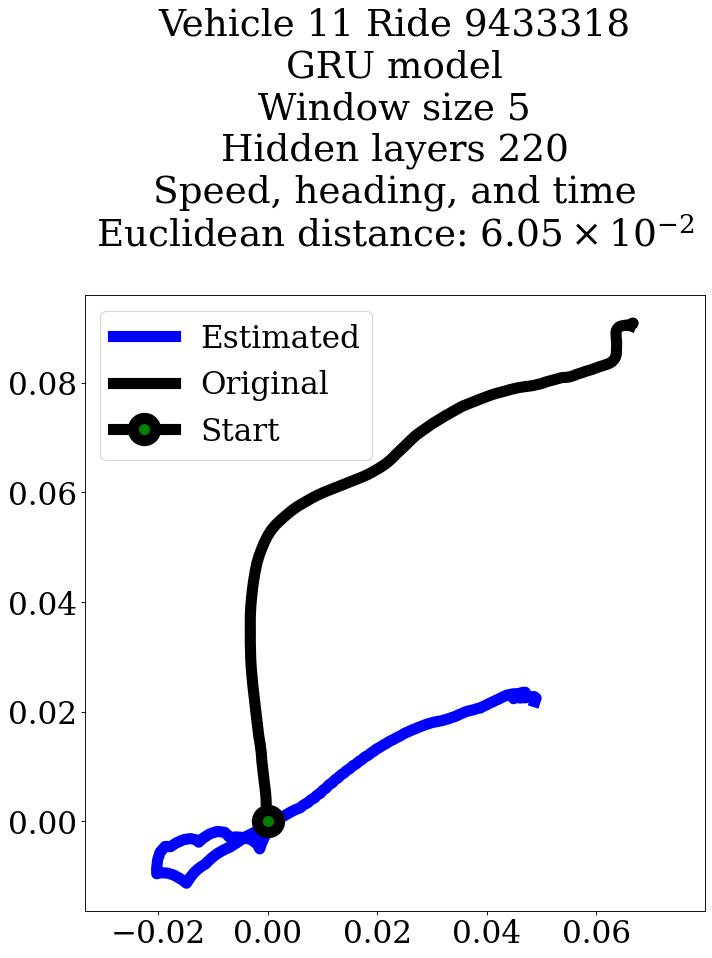 Vehicle 11 Ride 9433318
GRU model
Window size 5
Hidden layers 220
Speed, heading, and time
Euclidean distance: 6.05 × 10⁻²
Estimated
Original
Start
0.08
0.06
0.04
0.02
0.00
−0.02 0.00 0.02 0.04 0.06